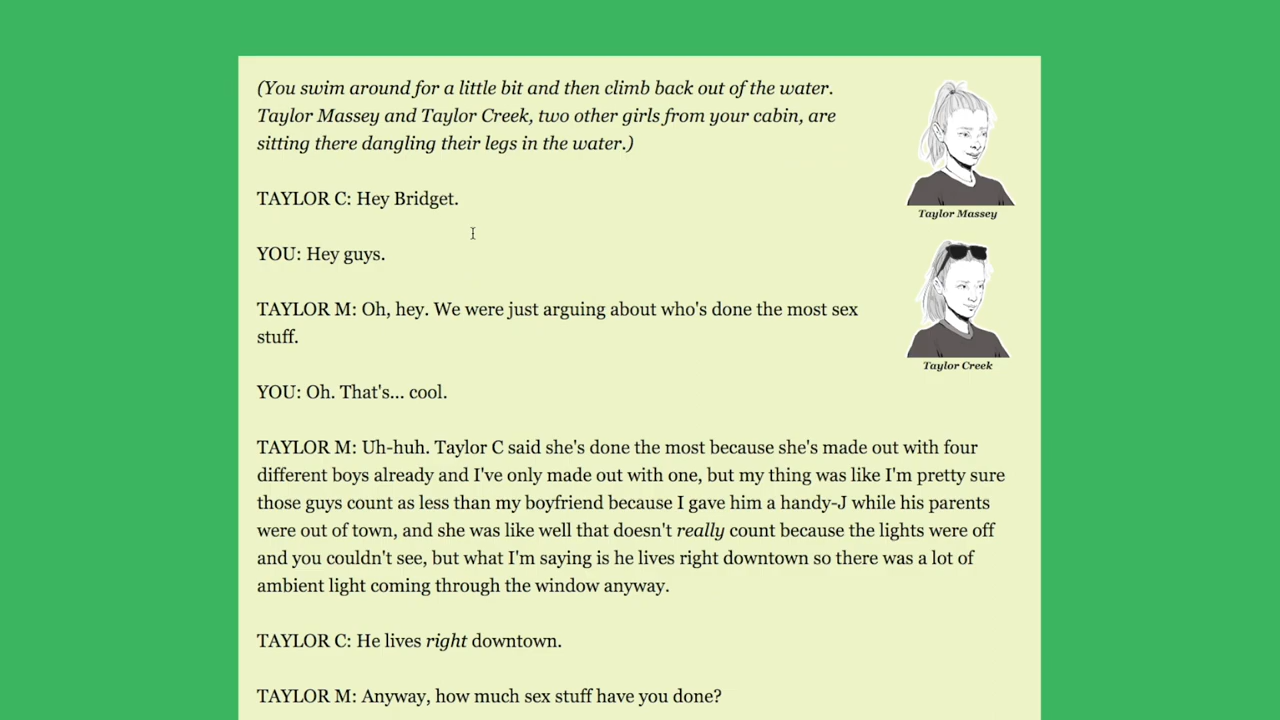 (You swim around for a little bit and then climb back out of the water.
Taylor Massey and Taylor Creek, two other girls from your cabin, are
sitting there dangling their legs in the water.)
Taylor Massey
TAYLOR C: Hey Bridget.
YOU: Hey guys.
TAYLOR M: Oh, hey. We were just arguing about who's done the most sex
stuff.
Taylor Creek
YOU: Oh. That's... cool.
TAYLOR M: Uh-huh. Taylor C said she's done the most because she's made out with four
different boys already and I've only made out with one, but my thing was like I'm pretty sure
those guys count as less than my boyfriend because I gave him a handy-J while his parents
were out of town, and she was like well that doesn't really count because the lights were off
and you couldn't see, but what I'm saying is he lives right downtown so there was a lot of
ambient light coming through the window anyway.
TAYLOR C: He lives right downtown.
TAYLOR M: Anyway, how much sex stuff have you done?